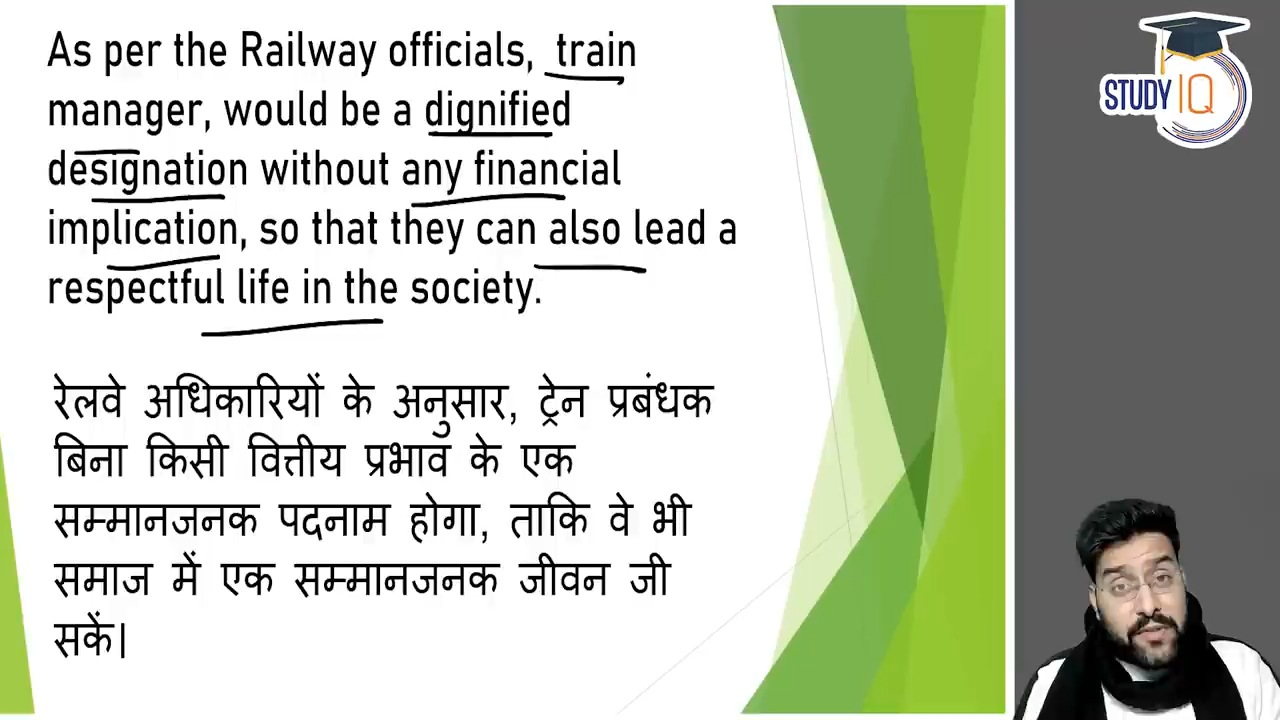 As per the Railway officials, train
manager, would be a dignified
designation without any financial
implication, so that they can also lead a
respectful life in the society.
रेलवे अधिकारियों के अनुसार, ट्रेन प्रबंधक
बिना किसी वित्तीय प्रभाव के एक
सम्मानजनक पदनाम होगा, ताकि वे भी
समाज में एक सम्मानजनक जीवन जी
सकें।
STUDY IQ